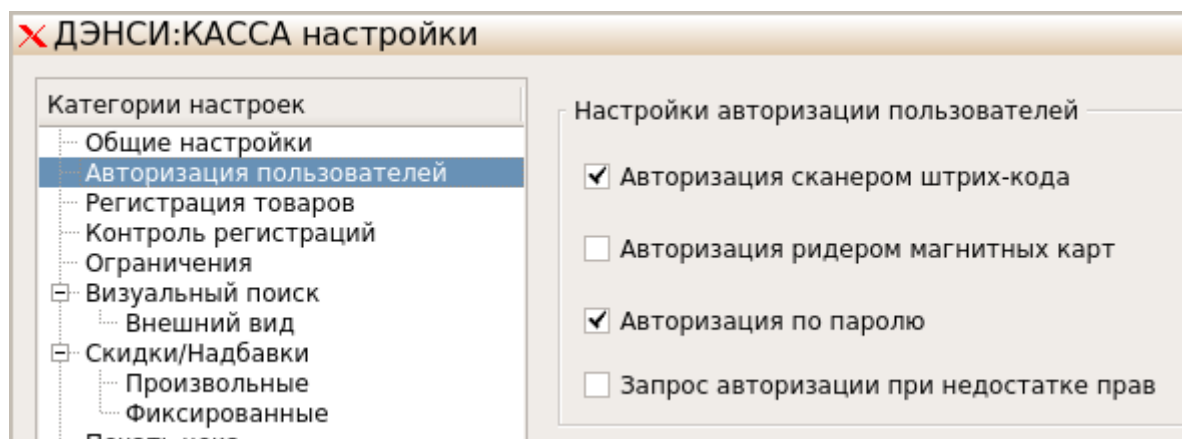 ДЭНСИ:КАССА настройки
Категории настроек
Общие настройки
Авторизация пользователей
Регистрация товаров
Контроль регистраций
Ограничения
Визуальный поиск
Внешний вид
Скидки/Надбавки
Произвольные
Фиксированные
Настройки авторизации пользователей
Авторизация сканером штрих-кода
Авторизация ридером магнитных карт
Авторизация по паролю
Запрос авторизации при недостатке прав